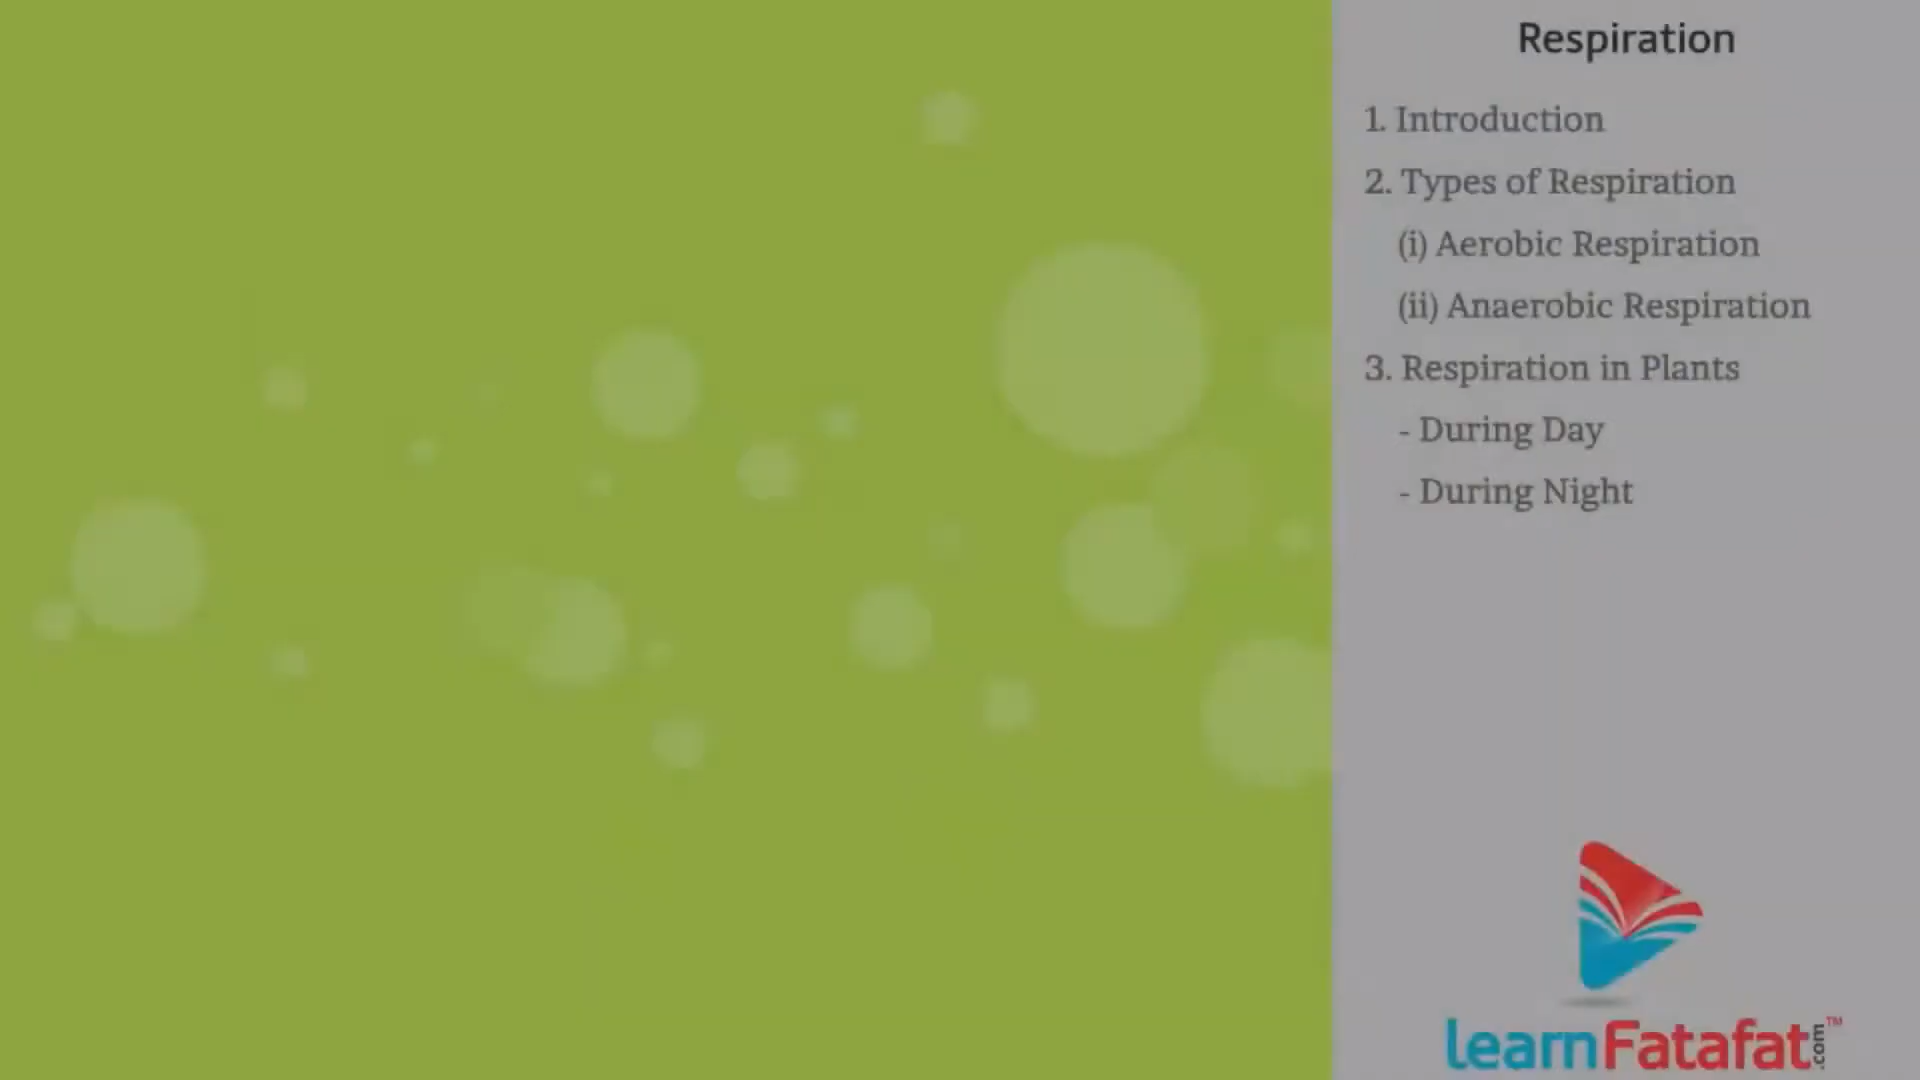 Respiration
1. Introduction
2. Types of Respiration
(i) Aerobic Respiration
(ii) Anaerobic Respiration
3. Respiration in Plants
- During Day
- During Night
learnFatafat.com™